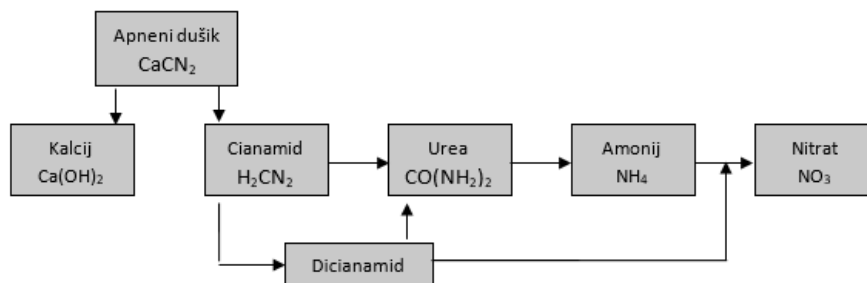 Apneni dušik
CaCN₂
Kalcij
Ca(OH)₂
Cianamid
H₂CN₂
Urea
CO(NH₂)₂
Amonij
NH₄
Nitrat
NO₃
Dicianamid